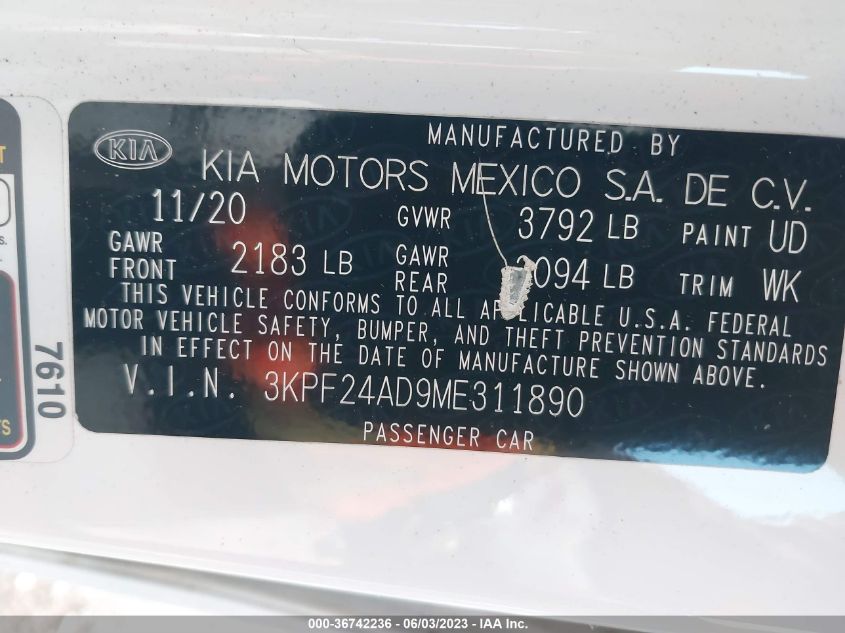 MANUFACTURED BY
KIA KIA MOTORS MEXICO S.A. DE C.V.
11/20 GVWR 3792 LB PAINT UD
GAWR FRONT 2183 LB GAWR REAR 094 LB TRIM WK
THIS VEHICLE CONFORMS TO ALL AP LICABLE U.S.A. FEDERAL
MOTOR VEHICLE SAFETY, BUMPER, AND THEFT PREVENTION STANDARDS
IN EFFECT ON THE DATE OF MANUFACTURE SHOWN ABOVE.
V.I.N. 3KPF24AD9ME311890
PASSENGER CAR
7610
000-36742236 - 06/03/2023 - IAA Inc.